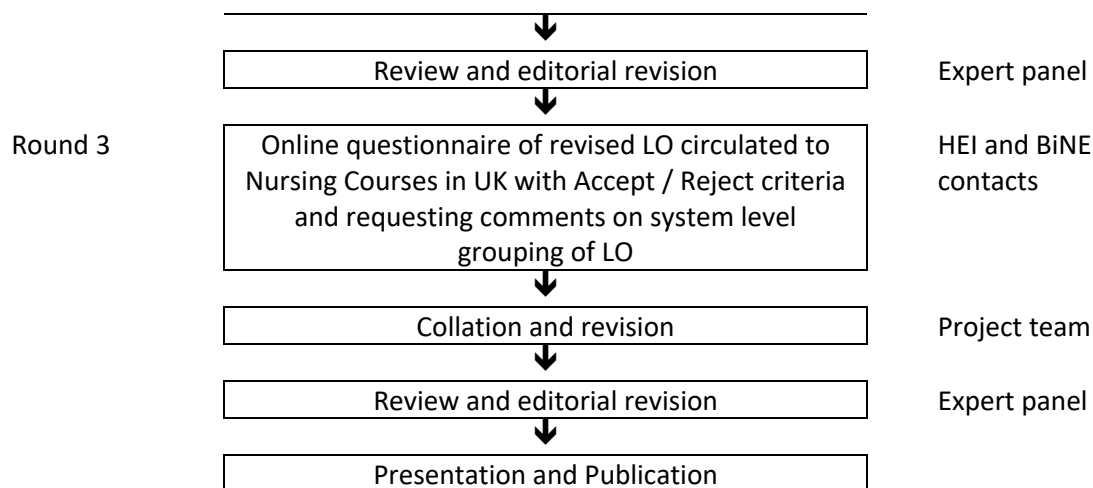 Review and editorial revision
Expert panel
Round 3
Online questionnaire of revised LO circulated to
Nursing Courses in UK with Accept / Reject criteria
and requesting comments on system level
grouping of LO
HEI and BiNE
contacts
Collation and revision
Project team
Review and editorial revision
Expert panel
Presentation and Publication